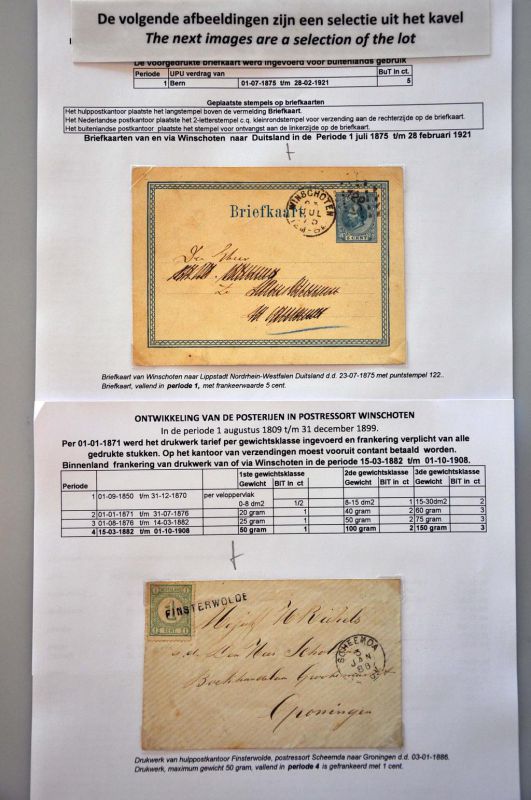 De volgende afbeeldingen zijn een selectie uit het kavel
The next images are a selection of the lot
De voorgedrukte briefkaart werd ingevoerd voor buitenlands gebruik
Periode UPU verdrag van BuT in ct.
1 Bern 01-07-1875 t/m 28-02-1921 5
Geplaatste stempels op briefkaarten
Het hulppostkantoor plaatste het langstempel boven de vermelding Briefkaart.
Het Nederlandse postkantoor plaatste het 2-letterstempel c.q. kleinrondstempel voor verzending aan de rechterzijde op de briefkaart.
Het buitenlandse postkantoor plaatste het stempel voor ontvangst aan de linkerzijde op de briefkaart.
Briefkaarten van en via Winschoten naar Duitsland in de Periode 1 juli 1875 t/m 28 februari 1921
Briefkaart
WINSCHOTEN
JUL
75
5 CENT
Briefkaart van Winschoten naar Lippstadt Nordrhein-Westfalen Duitsland d.d. 23-07-1875 met puntstempel 122..
Briefkaart, vallend in periode 1, met frankeerwaarde 5 cent.
ONTWIKKELING VAN DE POSTERIJEN IN POSTRESSORT WINSCHOTEN
In de periode 1 augustus 1809 t/m 31 december 1899.
Per 01-01-1871 werd het drukwerk tarief per gewichtsklasse ingevoerd en frankering verplicht van alle
gedrukte stukken. Op het kantoor van verzendingen moest vooruit contant betaald worden.
Binnenland frankering van drukwerk van of via Winschoten in de periode 15-03-1882 t/m 01-10-1908.
1ste gewichtsklasse 2de gewichtsklasse 3de gewichtsklasse
Periode Gewicht BiT in ct Gewicht BIT in ct Gewicht BIT in ct
1 01-09-1850 t/m 31-12-1870 per veloppervlak
0-8 dm2 1/2 8-15 dm2 1 15-30dm2 2
2 01-01-1871 t/m 31-07-1876 20 gram 1 40 gram 2 60 gram 3
3 01-08-1876 t/m 14-03-1882 25 gram 1 50 gram 2 75 gram 3
4 15-03-1882 t/m 01-10-1908 50 gram 1 100 gram 2 150 gram 3
FINSTERWOLDE
1
CENT
SCHEEMDA
3
JAN
86
Groningen
Drukwerk van hulppostkantoor Finsterwolde, postressort Scheemda naar Groningen d.d. 03-01-1886.
Drukwerk, maximum gewicht 50 gram, vallend in periode 4 is gefrankeerd met 1 cent.